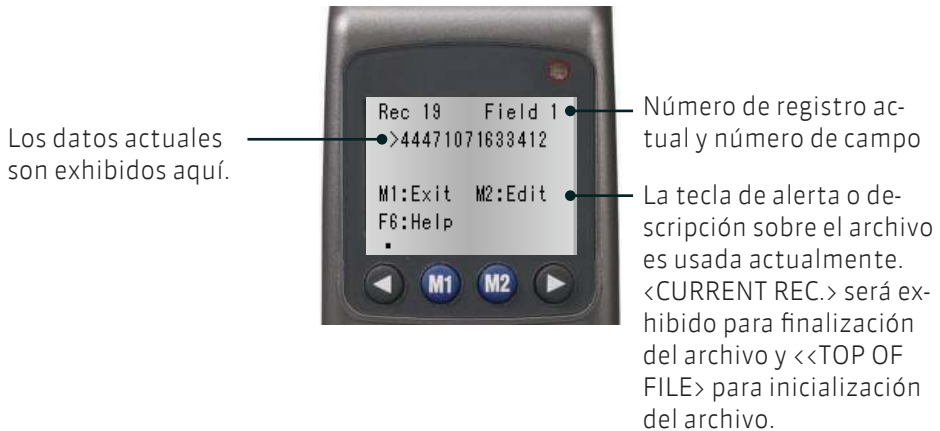 Los datos actuales
son exhibidos aquí.
Rec 19 Field 1
>44471071633412
M1:Exit M2:Edit
F6:Help
M1 M2
Número de registro ac-
tual y número de campo
La tecla de alerta o de-
scripción sobre el archivo
es usada actualmente.
<CURRENT REC.> será ex-
hibido para finalización
del archivo y <<TOP OF
FILE> para inicialización
del archivo.